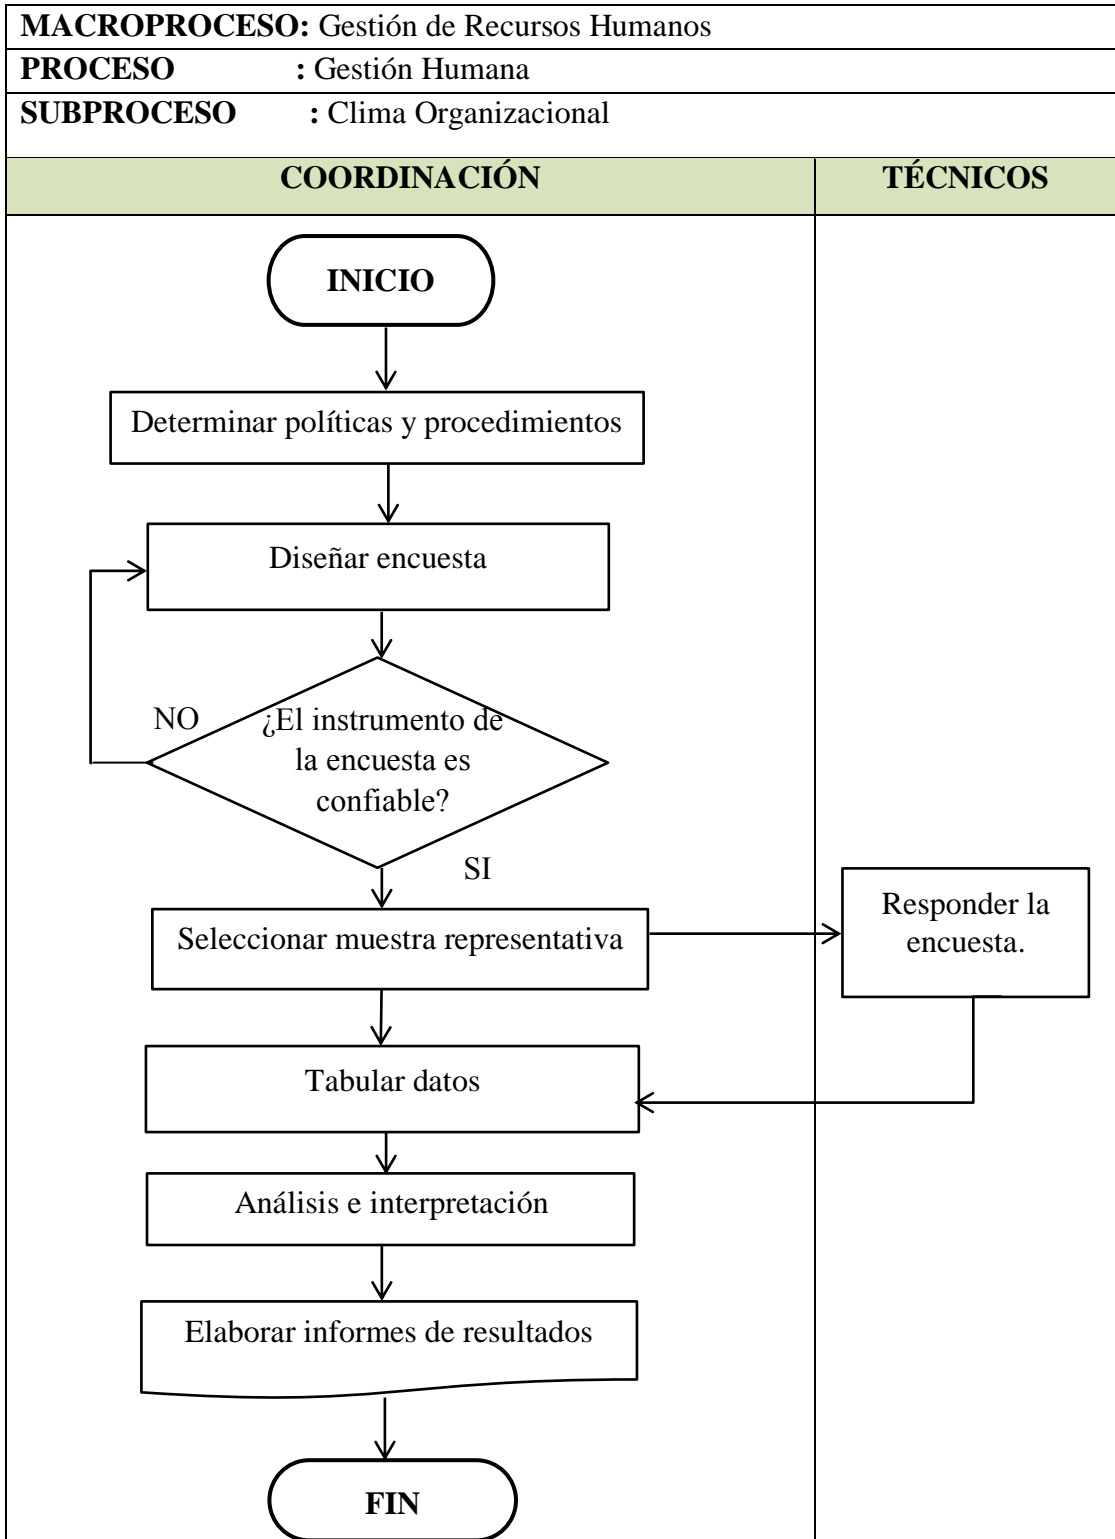 MACROPROCESO: Gestión de Recursos Humanos
PROCESO : Gestión Humana
SUBPROCESO : Clima Organizacional
COORDINACIÓN
TÉCNICOS
INICIO
Determinar políticas y procedimientos
Diseñar encuesta
NO
¿El instrumento de
la encuesta es
confiable?
SI
Seleccionar muestra representativa
Responder la
encuesta.
Tabular datos
Análisis e interpretación
Elaborar informes de resultados
FIN